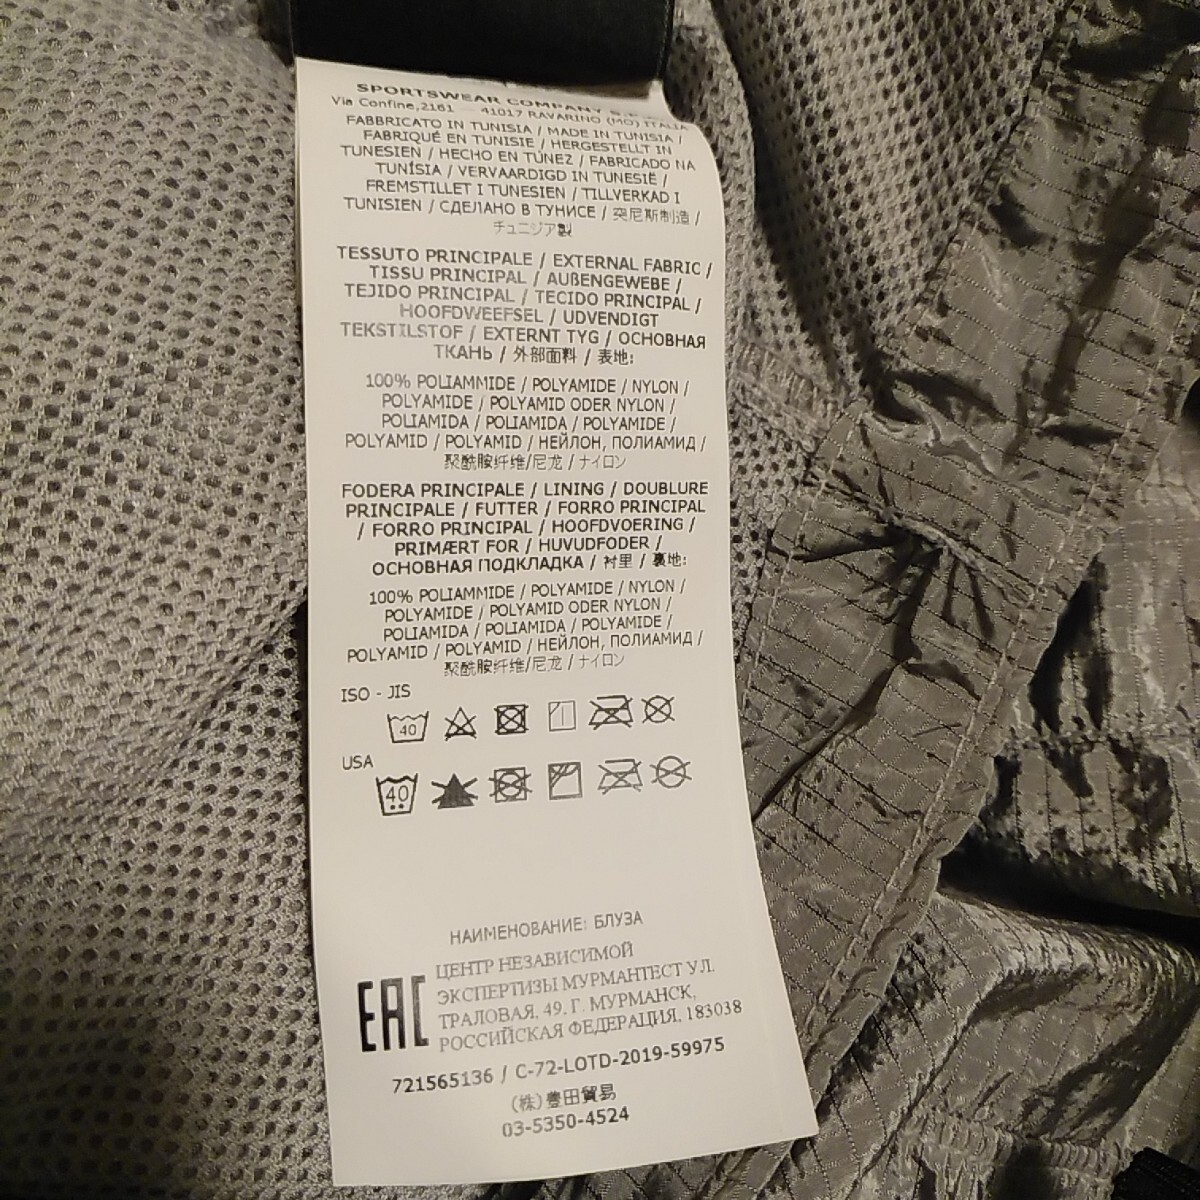 SPORTSWEAR COMPANY
Via Confine,2161 41017 RAVARINO (MO) ITALIA
FABBRICATO IN TUNISIA / MADE IN TUNISIA /
FABRIQUÉ EN TUNISIE / HERGESTELLT IN
TUNESIEN / HECHO EN TÚNEZ / FABRICADO NA
TUNÍSIA / VERVAARDIGD IN TUNESIË /
FREMSTILLET I TUNESIEN / TILLVERKAD I
TUNISIEN / СДЕЛАНО В ТУНИСЕ / 突尼斯制造 /
チュニジア製
TESSUTO PRINCIPALE / EXTERNAL FABRIC /
TISSU PRINCIPAL / AUßENGEWEBE /
TEJIDO PRINCIPAL / TECIDO PRINCIPAL /
HOOFDWEEFSEL / UDVENDIGT
TEKSTILSTOF / EXTERNT TYG / ОСНОВНАЯ
ТКАНЬ / 外部面料 / 表地:
100% POLIAMMIDE / POLYAMIDE / NYLON /
POLYAMIDE / POLYAMID ODER NYLON /
POLIAMIDA / POLIAMIDA / POLYAMIDE /
POLYAMID / POLYAMID / НЕЙЛОН, ПОЛИАМИД /
聚酰胺纤维/尼龙 / ナイロン
FODERA PRINCIPALE / LINING / DOUBLURE
PRINCIPALE / FUTTER / FORRO PRINCIPAL
/ FORRO PRINCIPAL / HOOFDVOERING /
PRIMÆRT FOR / HUVUDFODER /
ОСНОВНАЯ ПОДКЛАДКА / 衬里 / 裏地:
100% POLIAMMIDE / POLYAMIDE / NYLON /
POLYAMIDE / POLYAMID ODER NYLON /
POLIAMIDA / POLIAMIDA / POLYAMIDE /
POLYAMID / POLYAMID / НЕЙЛОН, ПОЛИАМИД /
聚酰胺纤维/尼龙 / ナイロン
ISO - JIS
40
USA
40
НАИМЕНОВАНИЕ: БЛУЗА
EAC
ЦЕНТР НЕЗАВИСИМОЙ
ЭКСПЕРТИЗЫ МУРМАНТЕСТ УЛ.
ТРАЛОВАЯ, 49, Г. МУРМАНСК,
РОССИЙСКАЯ ФЕДЕРАЦИЯ, 183038
721565136 / C-72-LOTD-2019-59975
(株)豊田貿易
03-5350-4524